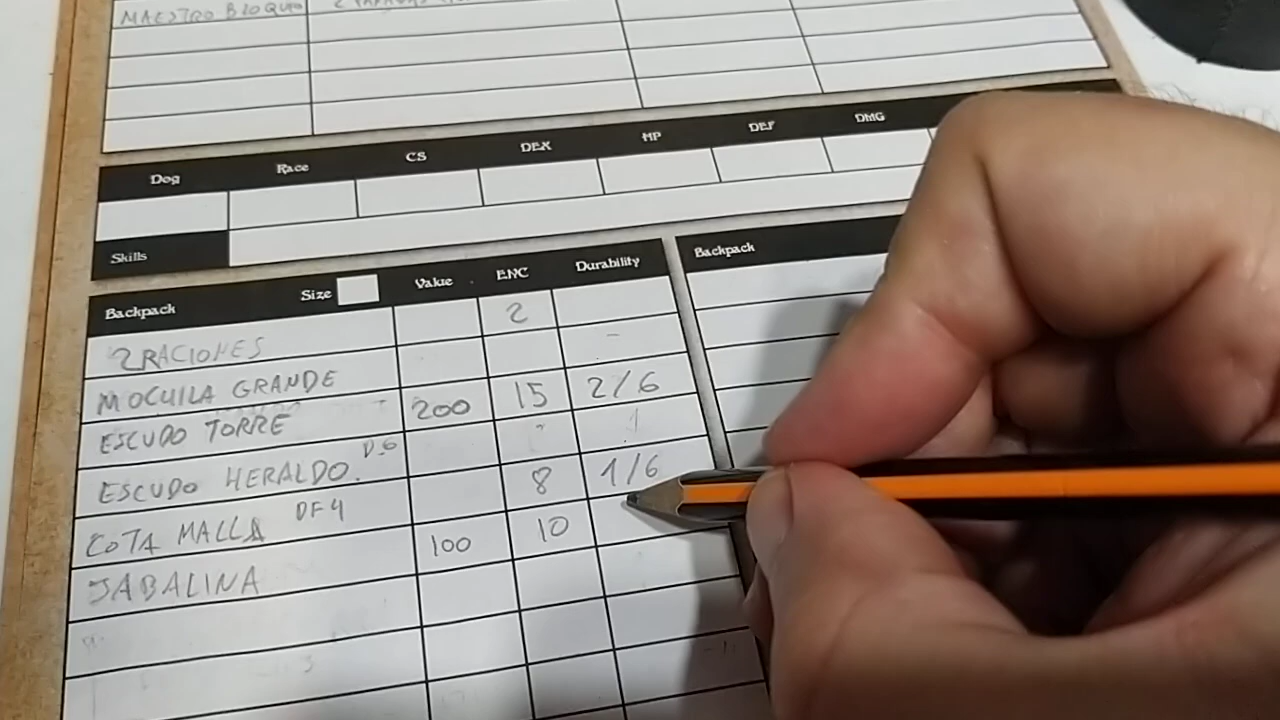 MAESTRO BLOQUEO 2
Dog Race CS DEX HP DEF DMG
Skills
Backpack Size Value ENC Durability Backpack
2 RACIONES 2
MOCHILA GRANDE -
ESCUDO TORRE 200 15 2/6
ESCUDO HERALDO. D-6
COTA MALLA DF4 8 1/6
JABALINA 100 10